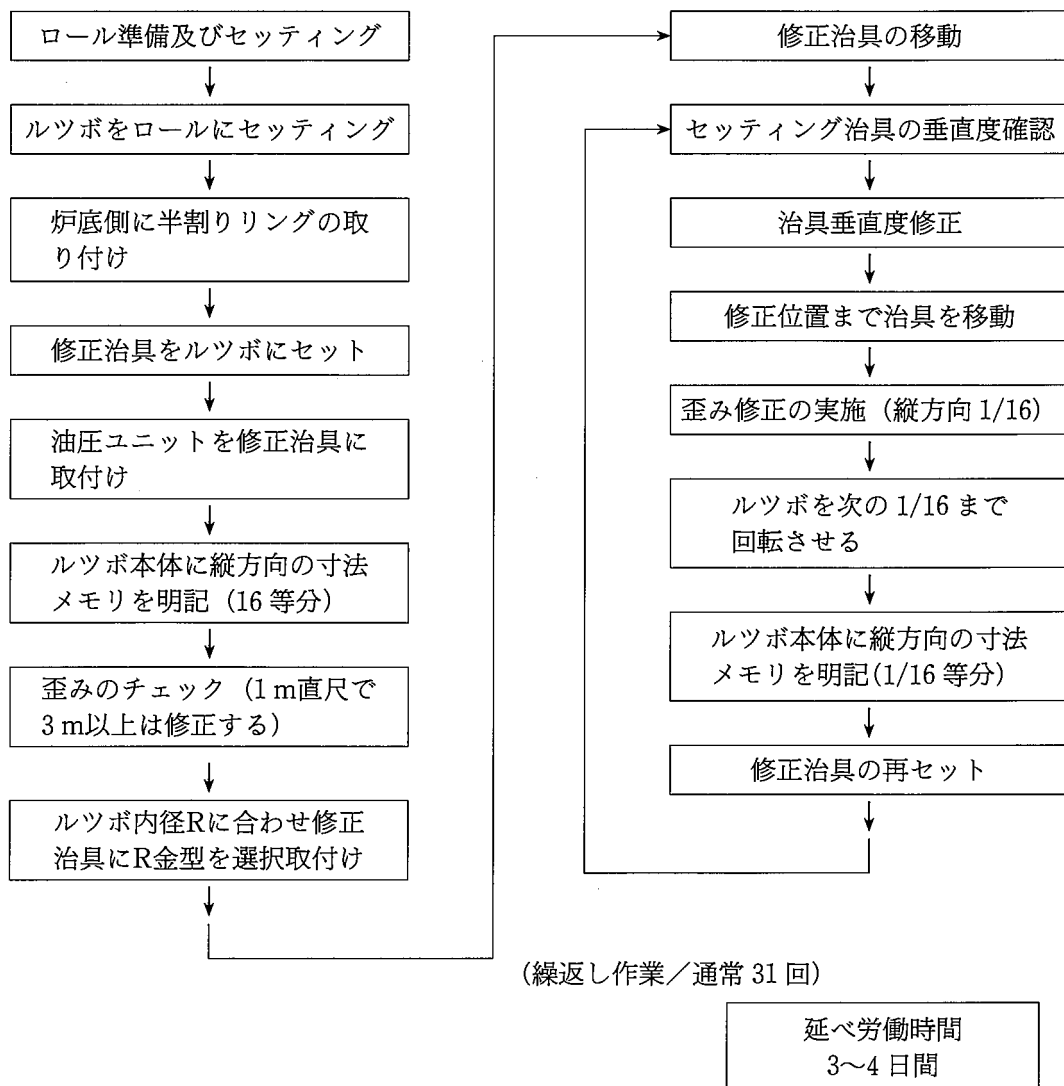 ロール準備及びセッティング
ルツボをロールにセッティング
炉底側に半割りリングの取
り付け
修正治具をルツボにセット
油圧ユニットを修正治具に
取付け
ルツボ本体に縦方向の寸法
メモリを明記（16 等分）
歪みのチェック（1 m直尺で
3 m以上は修正する）
ルツボ内径Rに合わせ修正
治具にR金型を選択取付け
修正治具の移動
セッティング治具の垂直度確認
治具垂直度修正
修正位置まで治具を移動
歪み修正の実施（縦方向 1/16）
ルツボを次の 1/16 まで
回転させる
ルツボ本体に縦方向の寸法
メモリを明記(1/16 等分）
修正治具の再セット
（繰返し作業／通常 31 回）
延べ労働時間
3〜4 日間